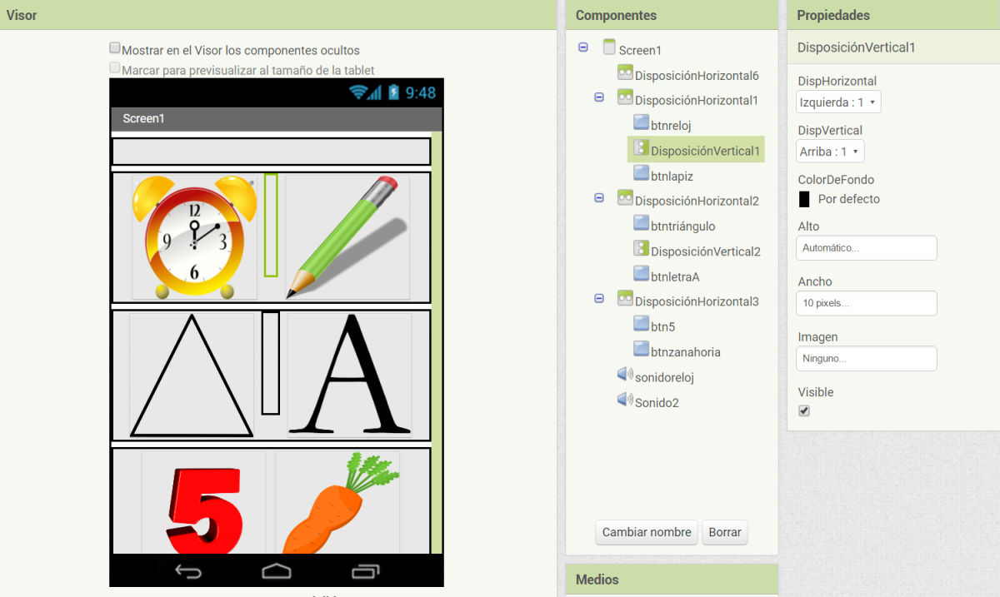 Visor
Mostrar en el Visor los componentes ocultos
Marcar para previsualizar al tamaño de la tablet
9:48
Screen1
12
9
3
6
A
5
Componentes
Screen1
DisposiciónHorizontal6
DisposiciónHorizontal1
btnreloj
DisposiciónVertical1
btnlapiz
DisposiciónHorizontal2
btntriángulo
DisposiciónVertical2
btnletraA
DisposiciónHorizontal3
btn5
btnzanahoria
sonidoreloj
Sonido2
Cambiar nombre
Borrar
Medios
Propiedades
DisposiciónVertical1
DispHorizontal
Izquierda : 1
DispVertical
Arriba : 1
ColorDeFondo
Por defecto
Alto
Automático...
Ancho
10 pixels...
Imagen
Ninguno...
Visible